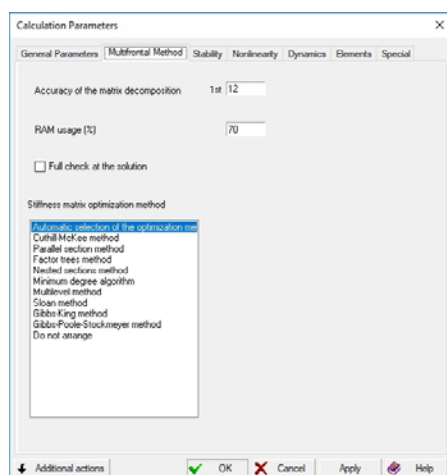 Calculation Parameters
General Parameters Multifrontal Method Stability Nonlinearity Dynamics Elements Special
Accuracy of the matrix decomposition 1st 12
RAM usage (%) 70
Full check at the solution
Stiffness matrix optimization method
Automatic selection of the optimization me
Cuthill-McKee method
Parallel section method
Factor trees method
Nested sections method
Minimum degree algorithm
Multilevel method
Sloan method
Gibbs-King method
Gibbs-Poole-Stockmeyer method
Do not arrange
Additional actions OK Cancel Apply Help